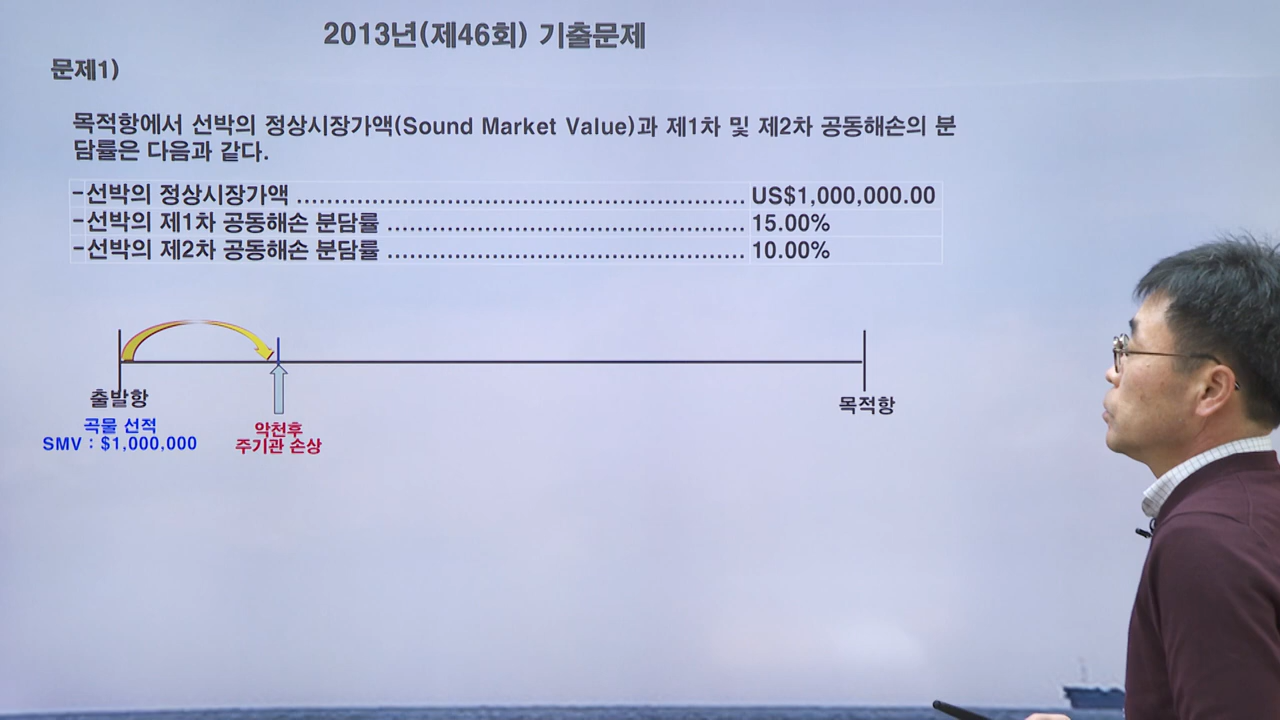 2013년(제46회) 기출문제
문제1)
목적항에서 선박의 정상시장가액(Sound Market Value)과 제1차 및 제2차 공동해손의 분
담률은 다음과 같다.
-선박의 정상시장가액 ............................................................ US$1,000,000.00
-선박의 제1차 공동해손 분담률 ................................................ 15.00%
-선박의 제2차 공동해손 분담률 ................................................ 10.00%
출발항
목적항
곡물 선적
SMV : $1,000,000
악천후
주기관 손상